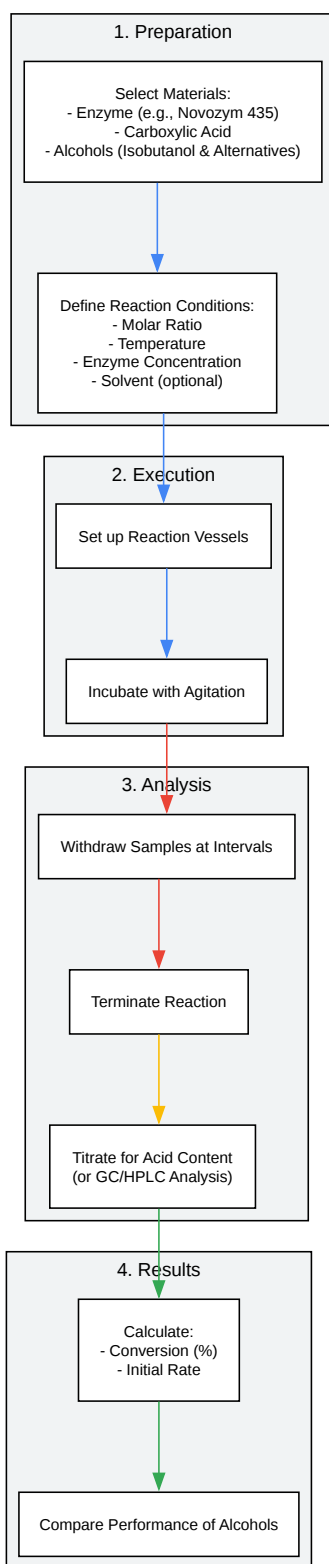 1. Preparation
Select Materials:
- Enzyme (e.g., Novozym 435)
- Carboxylic Acid
- Alcohols (Isobutanol & Alternatives)
Define Reaction Conditions:
- Molar Ratio
- Temperature
- Enzyme Concentration
- Solvent (optional)
2. Execution
Set up Reaction Vessels
Incubate with Agitation
3. Analysis
Withdraw Samples at Intervals
Terminate Reaction
Titrate for Acid Content
(or GC/HPLC Analysis)
4. Results
Calculate:
- Conversion (%)
- Initial Rate
Compare Performance of Alcohols